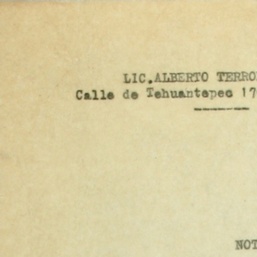 LIC.ALBERTO TERRO
Calle de Tehuantepec 17
NOT